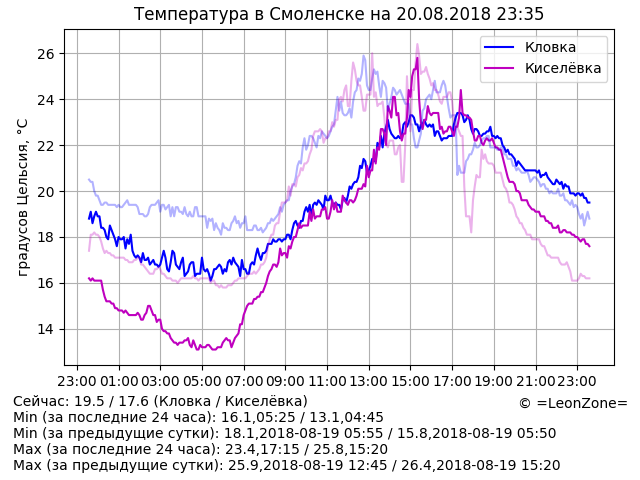 Температура в Смоленске на 20.08.2018 23:35
Кловка
Киселёвка
градусов Цельсия, °C
26
24
22
20
18
16
14
23:00 01:00 03:00 05:00 07:00 09:00 11:00 13:00 15:00 17:00 19:00 21:00 23:00
Сейчас: 19.5 / 17.6 (Кловка / Киселёвка)
© =LeonZone=
Min (за последние 24 часа): 16.1,05:25 / 13.1,04:45
Min (за предыдущие сутки): 18.1,2018-08-19 05:55 / 15.8,2018-08-19 05:50
Max (за последние 24 часа): 23.4,17:15 / 25.8,15:20
Max (за предыдущие сутки): 25.9,2018-08-19 12:45 / 26.4,2018-08-19 15:20